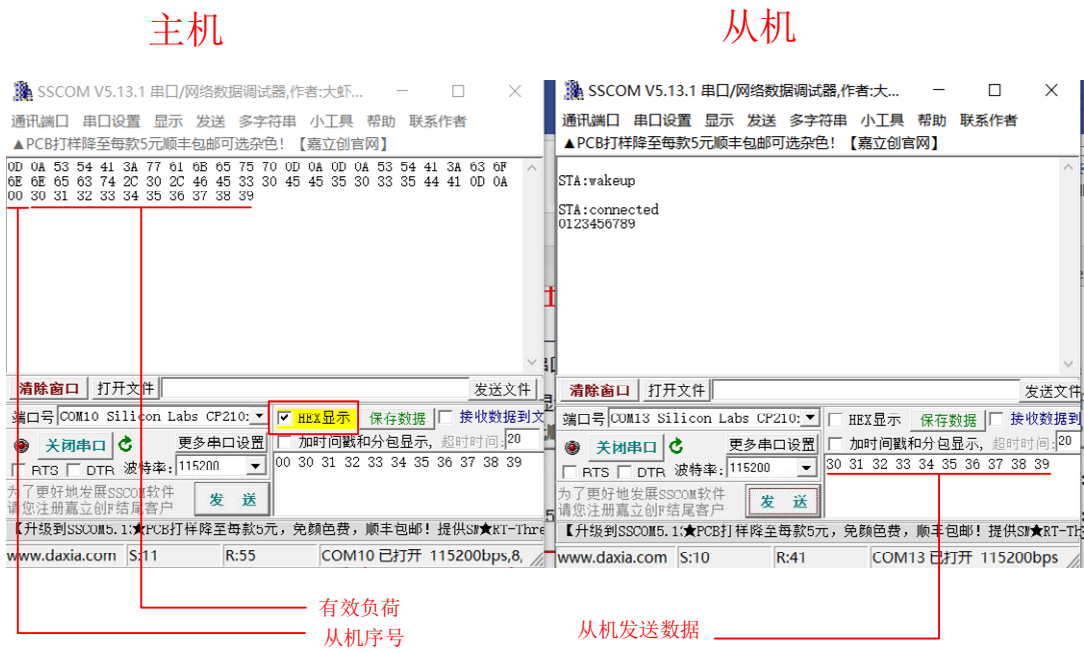 主机
从机
SSCOM V5.13.1 串口/网络数据调试器,作者:大虾...
通讯端口 串口设置 显示 发送 多字符串 小工具 帮助 联系作者
▲PCB打样降至每款5元顺丰包邮可选杂色！【嘉立创官网】
0D 0A 53 54 41 3A 77 61 6B 65 75 70 0D 0A 0D 0A 53 54 41 3A 63 6F
6E 6E 65 63 74 2C 30 2C 46 45 33 30 45 45 35 30 33 35 44 41 0D 0A
00 30 31 32 33 34 35 36 37 38 39
清除窗口 打开文件 发送文件
端口号 COM10 Silicon Labs CP210: HEX显示 保存数据 接收数据到文
关闭串口 更多串口设置 加时间戳和分包显示, 超时时间: 20
RTS DTR 波特率: 115200 00 30 31 32 33 34 35 36 37 38 39
为了更好地发展SSCOM软件
请您注册嘉立创F结尾客户
发 送
【升级到SSCOM5.13★PCB打样降至每款5元，免颜色费，顺丰包邮！提供SM★RT-Thre
www.daxia.com S:11 R:55 COM10 已打开 115200bps,8,
SSCOM V5.13.1 串口/网络数据调试器,作者:大...
通讯端口 串口设置 显示 发送 多字符串 小工具 帮助 联系作者
▲PCB打样降至每款5元顺丰包邮可选杂色！【嘉立创官网】
STA:wakeup
STA:connected
0123456789
清除窗口 打开文件 发送文件
端口号 COM13 Silicon Labs CP210: HEX显示 保存数据 接收数据到
关闭串口 更多串口设置 加时间戳和分包显示, 超时时间: 20
RTS DTR 波特率: 115200 30 31 32 33 34 35 36 37 38 39
为了更好地发展SSCOM软件
请您注册嘉立创F结尾客户
发 送
【升级到SSCOM5.13★PCB打样降至每款5元，免颜色费，顺丰包邮！提供SM★RT-Th
www.daxia.com S:10 R:41 COM13 已打开 115200bps
有效负荷
从机序号
从机发送数据